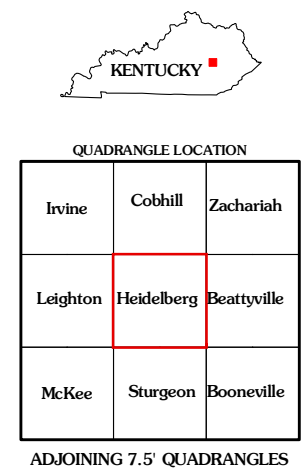 KENTUCKY
QUADRANGLE LOCATION
Irvine Cobhill Zachariah
Leighton Heidelberg Beattyville
McKee Sturgeon Booneville
ADJOINING 7.5' QUADRANGLES